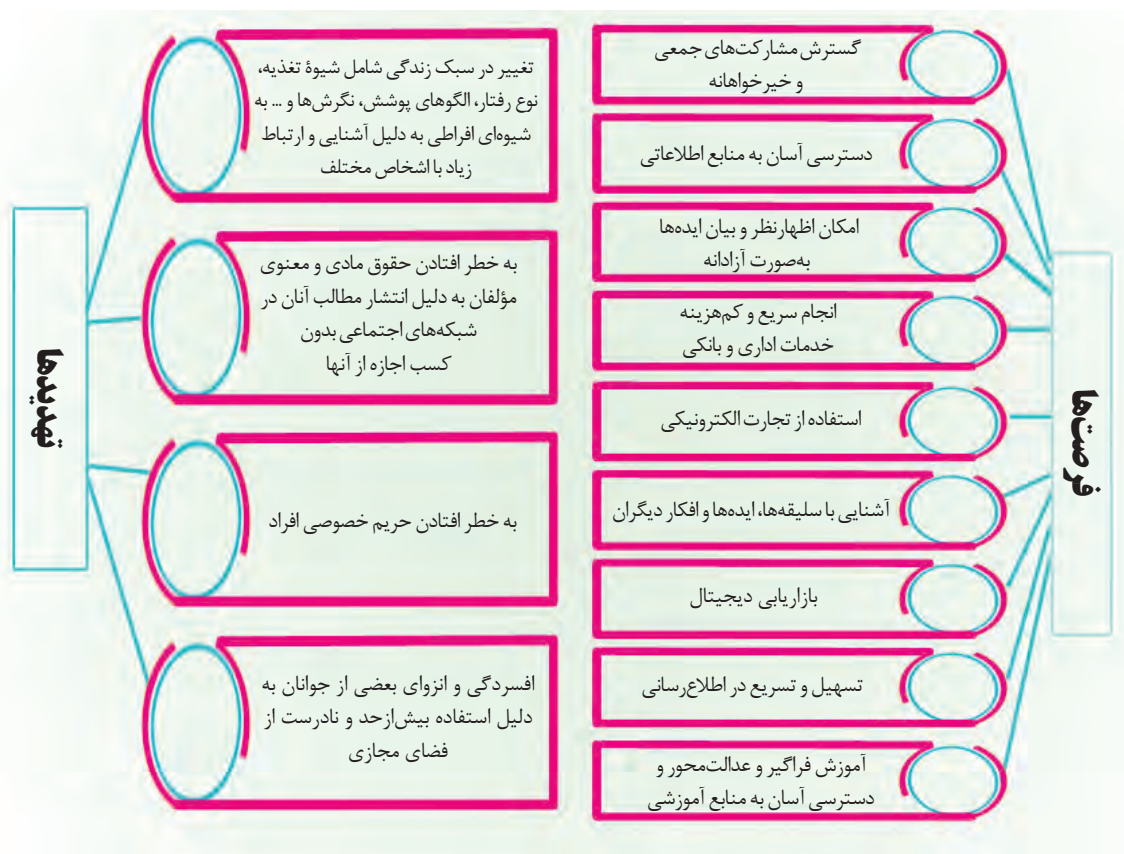 فرصت‌ها
گسترش مشارکت‌های جمعی
و خیرخواهانه
دسترسی آسان به منابع اطلاعاتی
امکان اظهارنظر و بیان ایده‌ها
به‌صورت آزادانه
انجام سریع و کم‌هزینه
خدمات اداری و بانکی
استفاده از تجارت الکترونیکی
آشنایی با سلیقه‌ها، ایده‌ها و افکار دیگران
بازاریابی دیجیتال
تسهیل و تسریع در اطلاع‌رسانی
آموزش فراگیر و عدالت‌محور و
دسترسی آسان به منابع آموزشی
تهدیدها
تغییر در سبک زندگی شامل شیوۀ تغذیه،
نوع رفتار، الگوهای پوشش، نگرش‌ها و ... به
شیوه‌ای افراطی به دلیل آشنایی و ارتباط
زیاد با اشخاص مختلف
به خطر افتادن حقوق مادی و معنوی
مؤلفان به دلیل انتشار مطالب آنان در
شبکه‌های اجتماعی بدون
کسب اجازه از آنها
به خطر افتادن حریم خصوصی افراد
افسردگی و انزوای بعضی از جوانان به
دلیل استفاده بیش‌ازحد و نادرست از
فضای مجازی